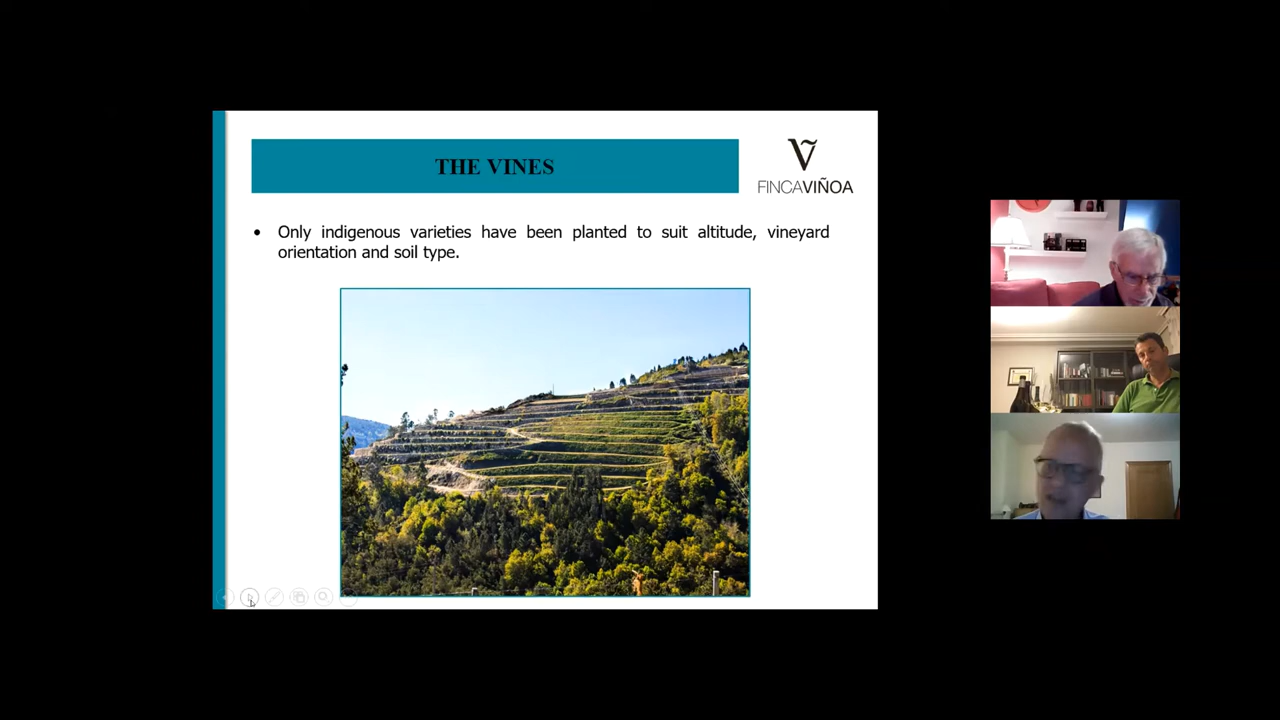 THE VINES
Ṽ
FINCAVIÑOA
• Only indigenous varieties have been planted to suit altitude, vineyard
orientation and soil type.